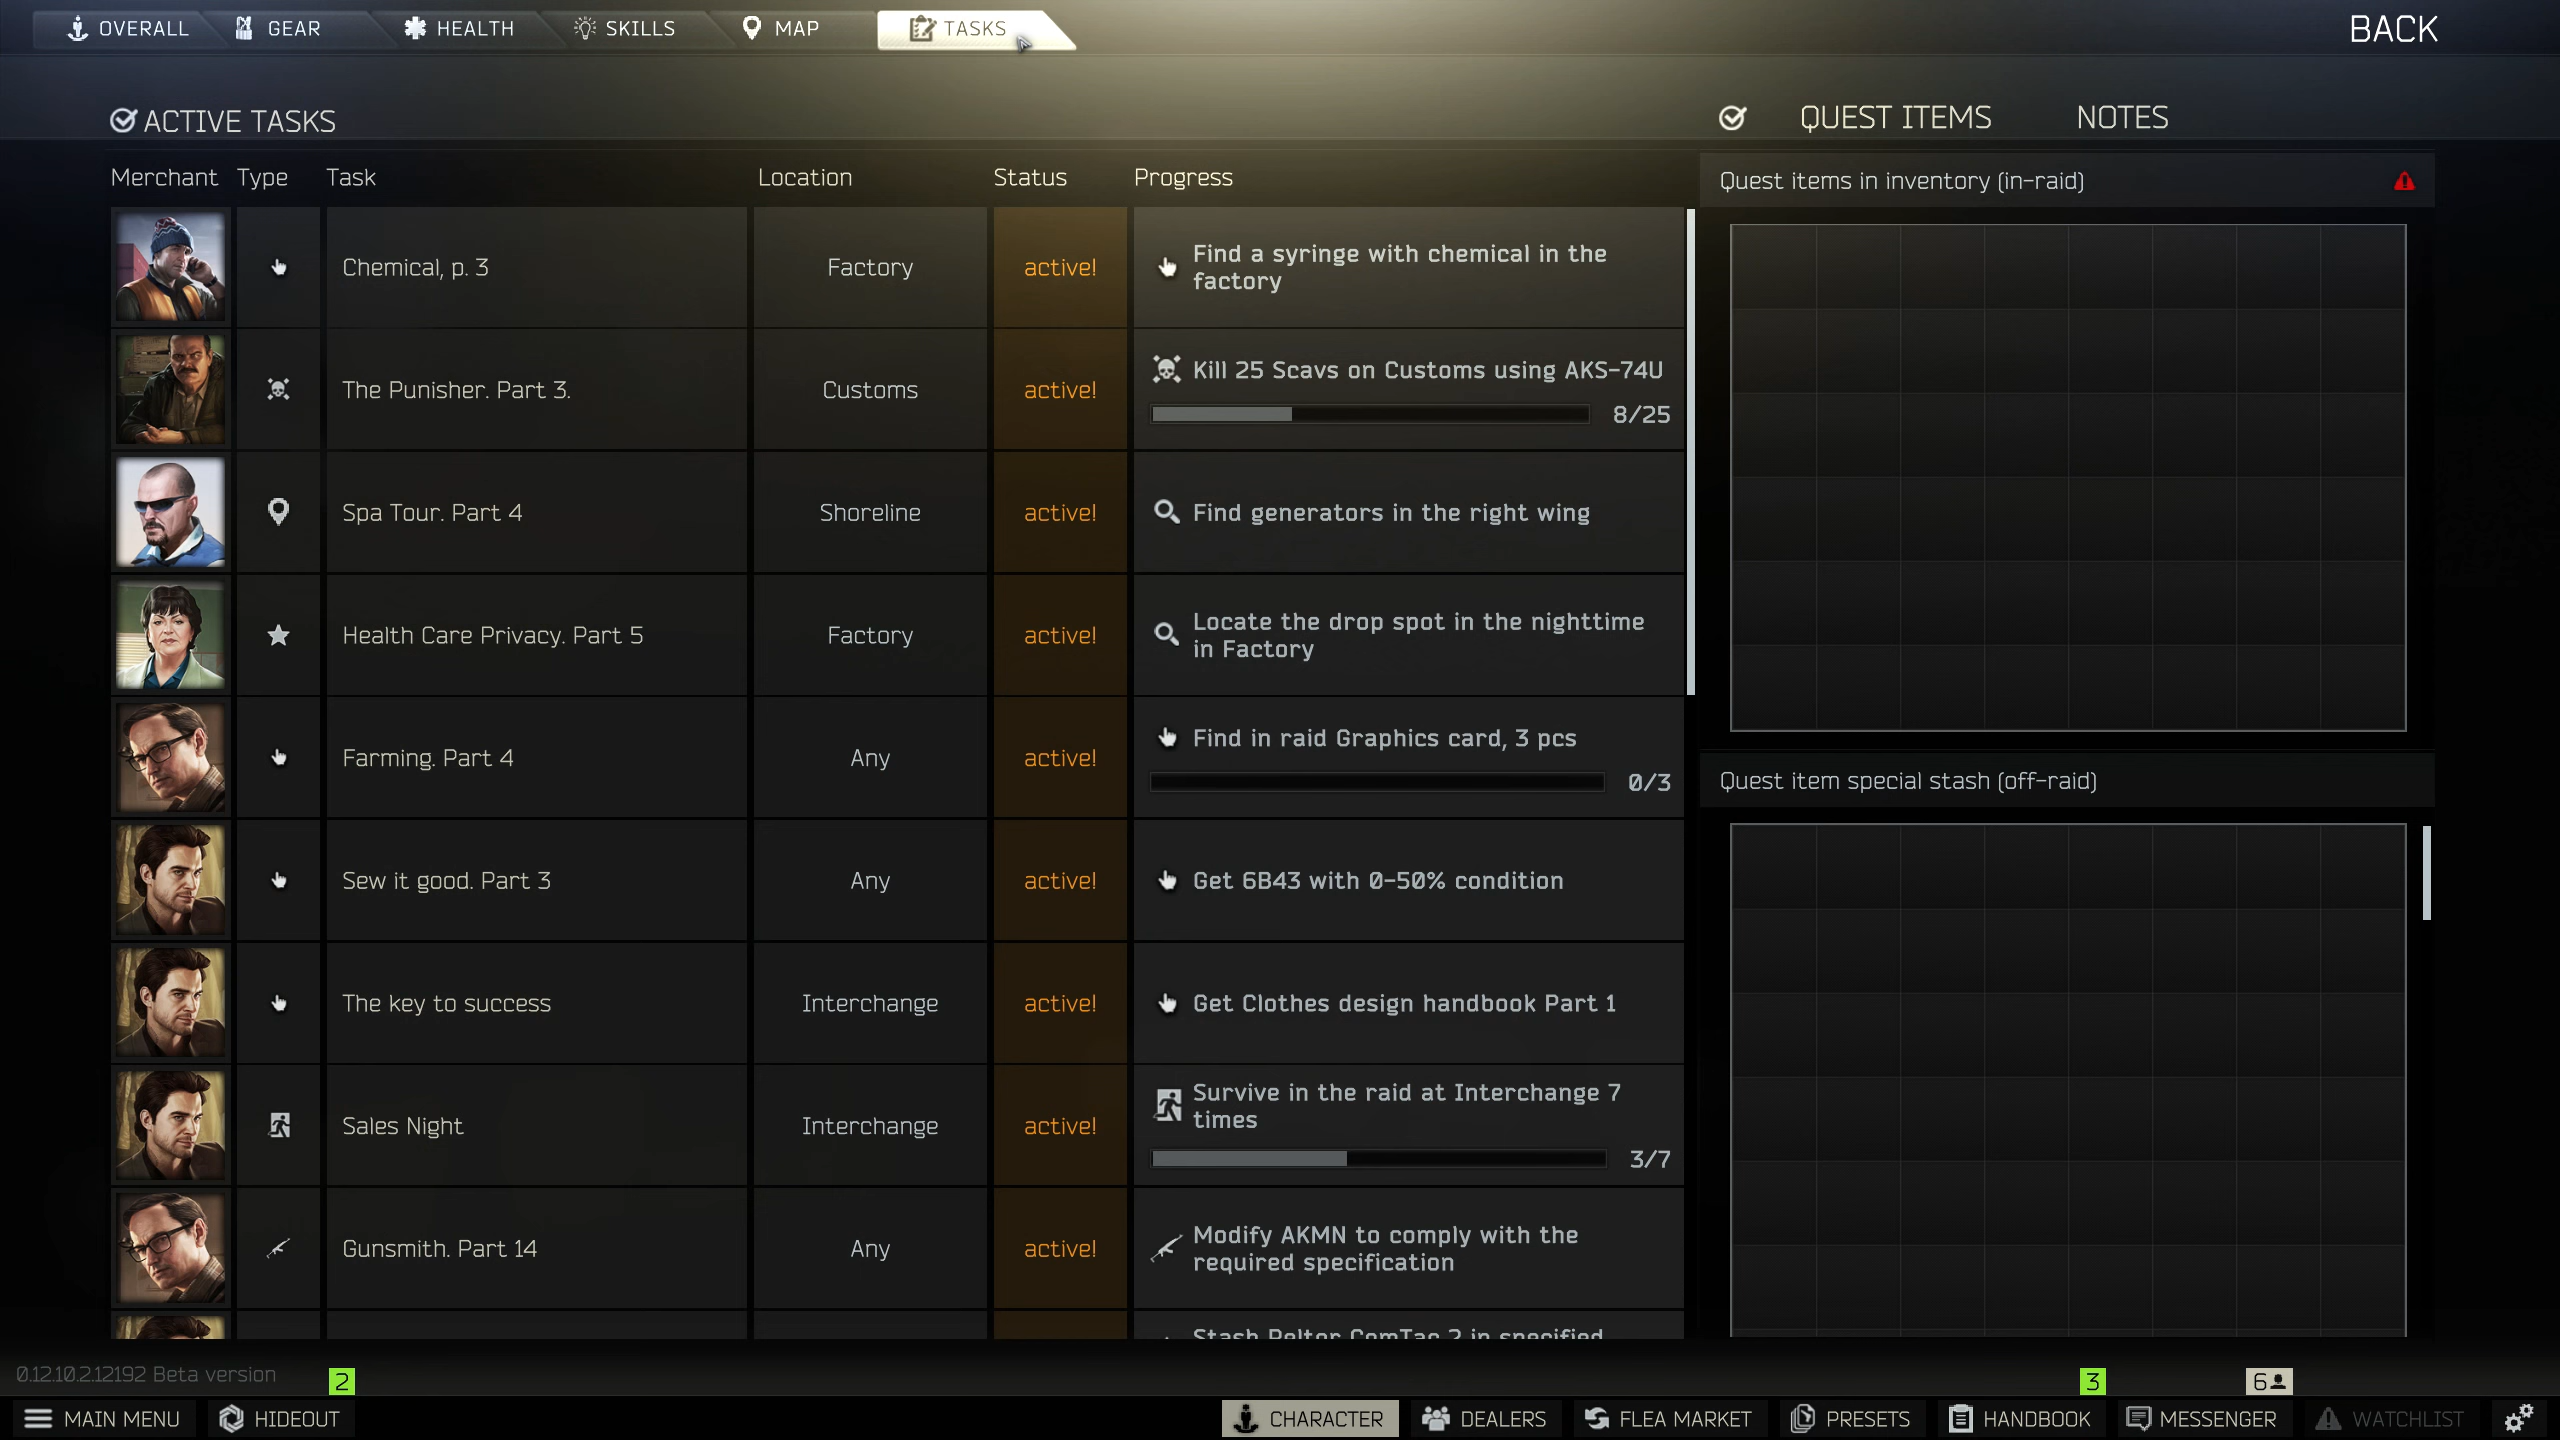 OVERALL GEAR HEALTH SKILLS MAP TASKS BACK
ACTIVE TASKS QUEST ITEMS NOTES
Merchant Type Task Location Status Progress
Quest items in inventory (in-raid)
Chemical, p. 3 Factory active! Find a syringe with chemical in the
factory
The Punisher. Part 3. Customs active! Kill 25 Scavs on Customs using AKS-74U
8/25
Spa Tour. Part 4 Shoreline active! Find generators in the right wing
Health Care Privacy. Part 5 Factory active! Locate the drop spot in the nighttime
in Factory
Farming. Part 4 Any active! Find in raid Graphics card, 3 pcs
0/3
Quest item special stash (off-raid)
Sew it good. Part 3 Any active! Get 6B43 with 0-50% condition
The key to success Interchange active! Get Clothes design handbook Part 1
Sales Night Interchange active! Survive in the raid at Interchange 7
times
3/7
Gunsmith. Part 14 Any active! Modify AKMN to comply with the
required specification
Stash Peltor ComTac 2 in specified
0.12.10.2.12192 Beta version 2 3 6
MAIN MENU HIDEOUT CHARACTER DEALERS FLEA MARKET PRESETS HANDBOOK MESSENGER WATCHLIST